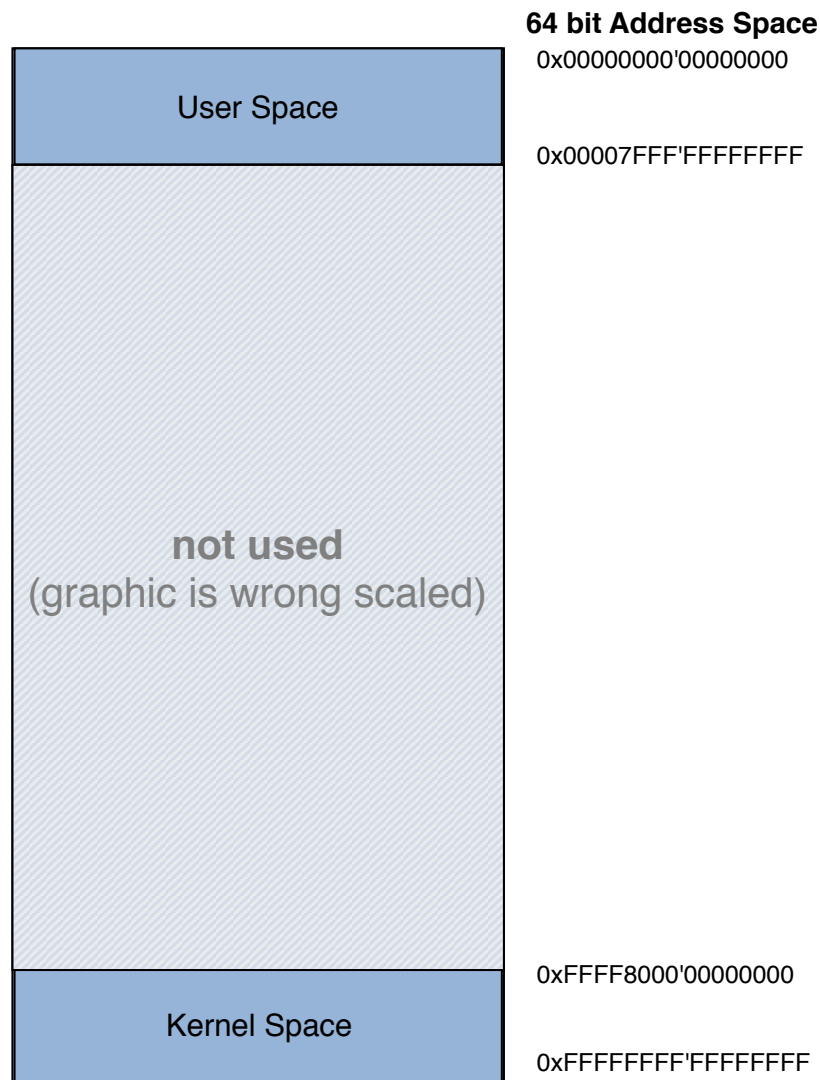 64 bit Address Space
0x00000000'00000000
User Space
0x00007FFF'FFFFFFFF
not used
(graphic is wrong scaled)
0xFFFF8000'00000000
Kernel Space
0xFFFFFFFF'FFFFFFFF